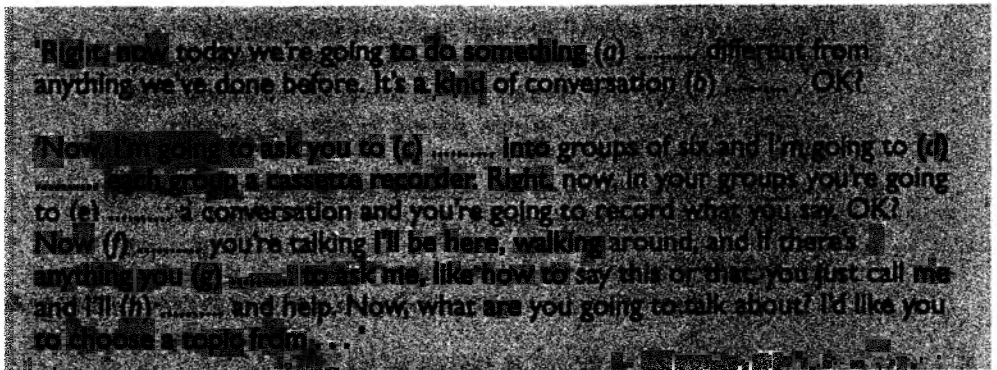 'Right, now today we're going to do something (a) .......... different from
anything we've done before. It's a kind of conversation (b) .......... . OK?
'Now, I'm going to ask you to (c) .......... into groups of six and I'm going to (d)
.......... each group a cassette recorder. Right, now, in your groups you're going
to (e) .......... a conversation and you're going to record what you say. OK?
Now (f) .......... you're talking I'll be here, walking around, and if there's
anything you (g) .......... to ask me, like how to say this or that, you just call me
and I'll (h) .......... and help. Now, what are you going to talk about? I'd like you
to choose a topic from . . .'